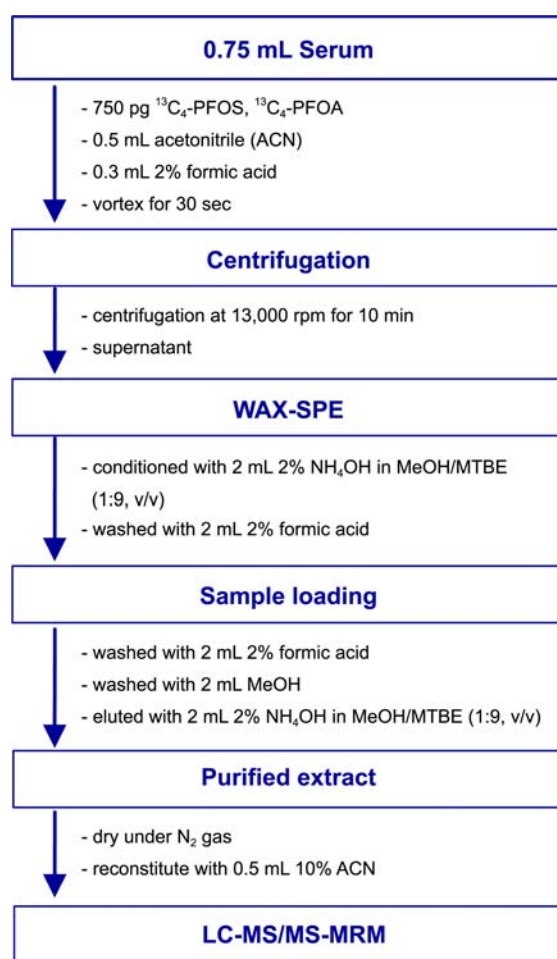 0.75 mL Serum
- 750 pg ¹³C₄-PFOS, ¹³C₄-PFOA
- 0.5 mL acetonitrile (ACN)
- 0.3 mL 2% formic acid
- vortex for 30 sec
Centrifugation
- centrifugation at 13,000 rpm for 10 min
- supernatant
WAX-SPE
- conditioned with 2 mL 2% NH₄OH in MeOH/MTBE
(1:9, v/v)
- washed with 2 mL 2% formic acid
Sample loading
- washed with 2 mL 2% formic acid
- washed with 2 mL MeOH
- eluted with 2 mL 2% NH₄OH in MeOH/MTBE (1:9, v/v)
Purified extract
- dry under N₂ gas
- reconstitute with 0.5 mL 10% ACN
LC-MS/MS-MRM